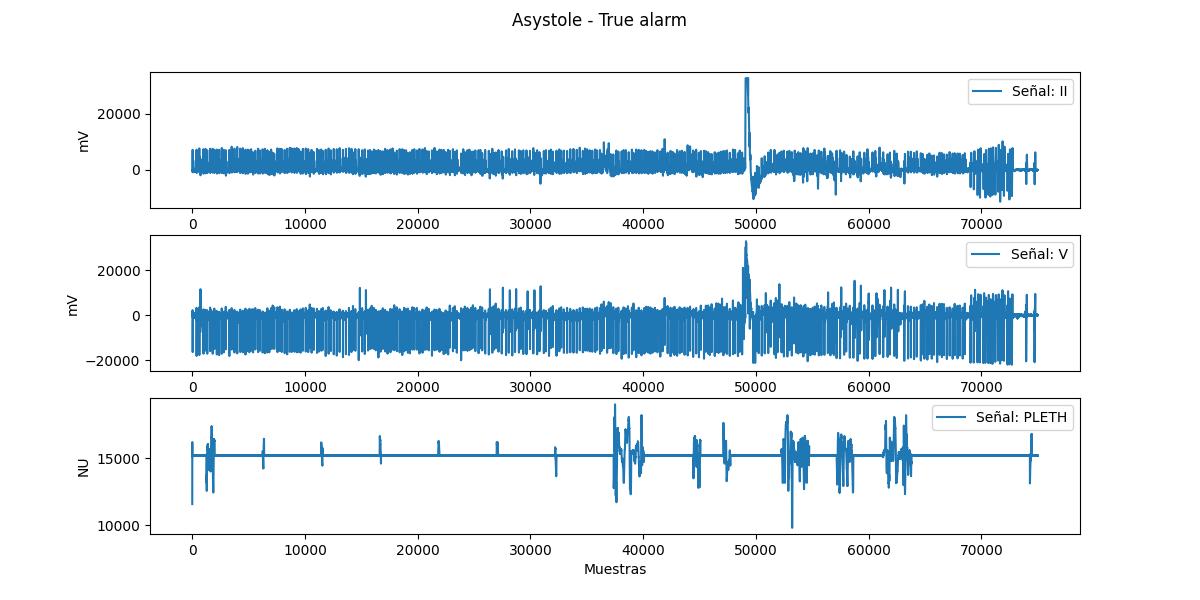 Asystole - True alarm
Señal: II
20000
0
mV
0 10000 20000 30000 40000 50000 60000 70000
Señal: V
20000
0
−20000
mV
0 10000 20000 30000 40000 50000 60000 70000
Señal: PLETH
15000
10000
NU
0 10000 20000 30000 40000 50000 60000 70000
Muestras